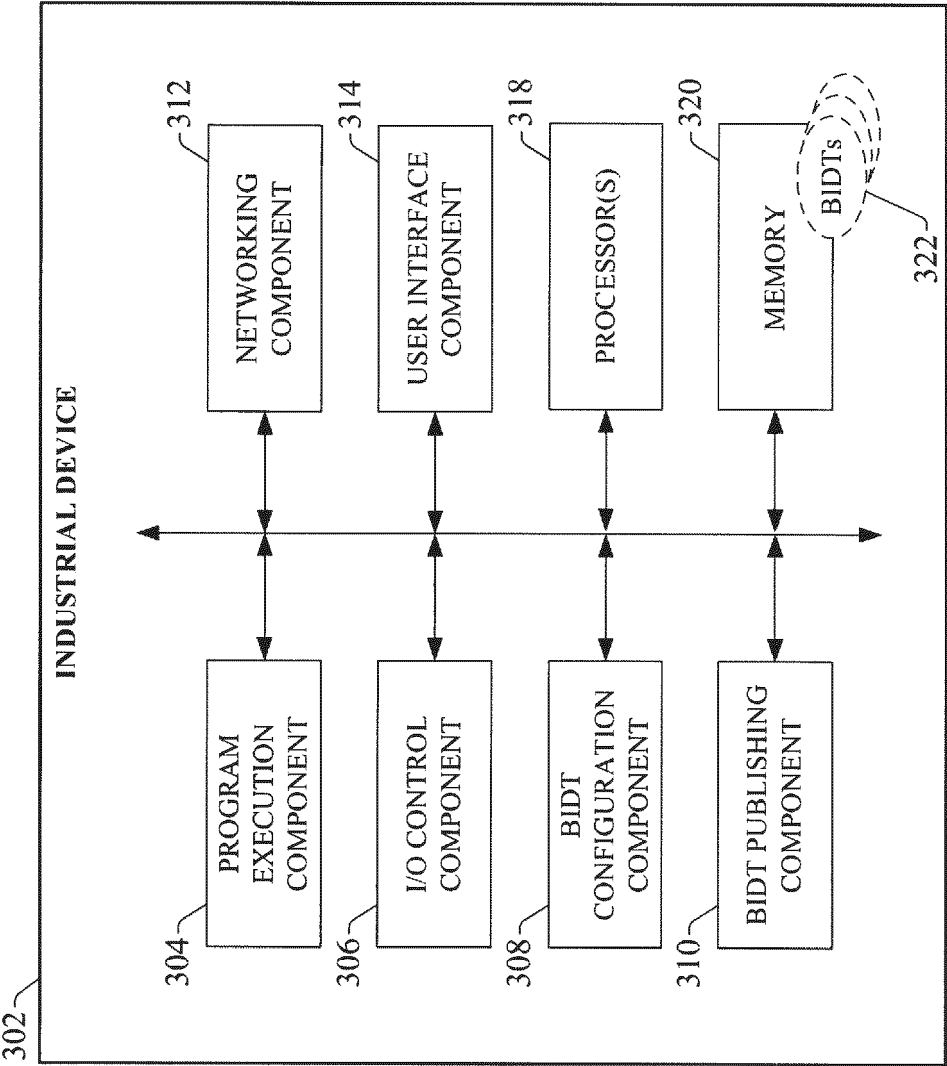 302
INDUSTRIAL DEVICE
304
PROGRAM
EXECUTION
COMPONENT
306
I/O CONTROL
COMPONENT
308
BIDT
CONFIGURATION
COMPONENT
310
BIDT PUBLISHING
COMPONENT
312
NETWORKING
COMPONENT
314
USER INTERFACE
COMPONENT
318
PROCESSOR(S)
320
MEMORY
BIDTs
322